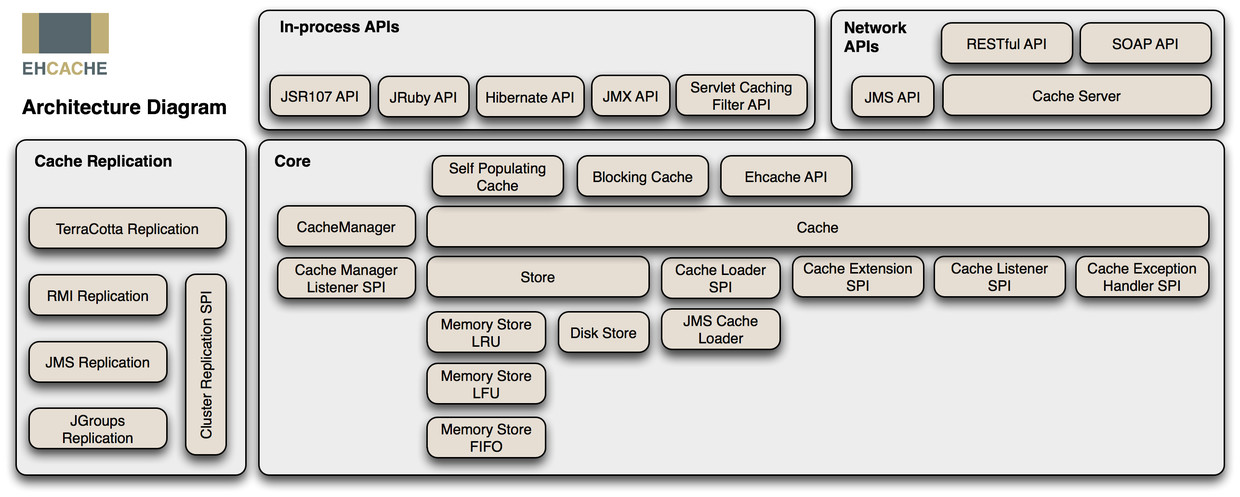 EHCACHE
Architecture Diagram
In-process APIs
JSR107 API
JRuby API
Hibernate API
JMX API
Servlet Caching
Filter API
Network
APIs
RESTful API
SOAP API
JMS API
Cache Server
Cache Replication
TerraCotta Replication
RMI Replication
JMS Replication
JGroups
Replication
Cluster Replication SPI
Core
Self Populating
Cache
Blocking Cache
Ehcache API
CacheManager
Cache
Cache Manager
Listener SPI
Store
Cache Loader
SPI
Cache Extension
SPI
Cache Listener
SPI
Cache Exception
Handler SPI
Memory Store
LRU
Disk Store
JMS Cache
Loader
Memory Store
LFU
Memory Store
FIFO